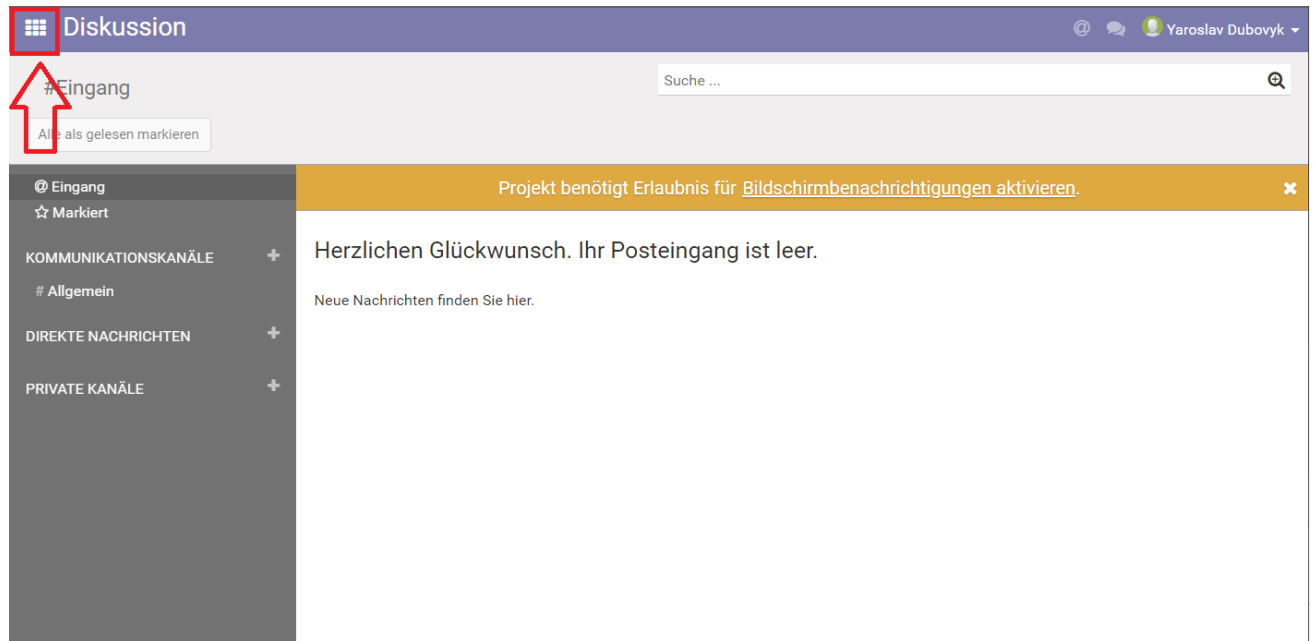 Diskussion
@ Yaroslav Dubovyk
#Eingang
Suche ...
Alle als gelesen markieren
@ Eingang
Projekt benötigt Erlaubnis für Bildschirmbenachrichtigungen aktivieren.
Markiert
KOMMUNIKATIONSKANÄLE +
Herzlichen Glückwunsch. Ihr Posteingang ist leer.
# Allgemein
Neue Nachrichten finden Sie hier.
DIREKTE NACHRICHTEN +
PRIVATE KANÄLE +